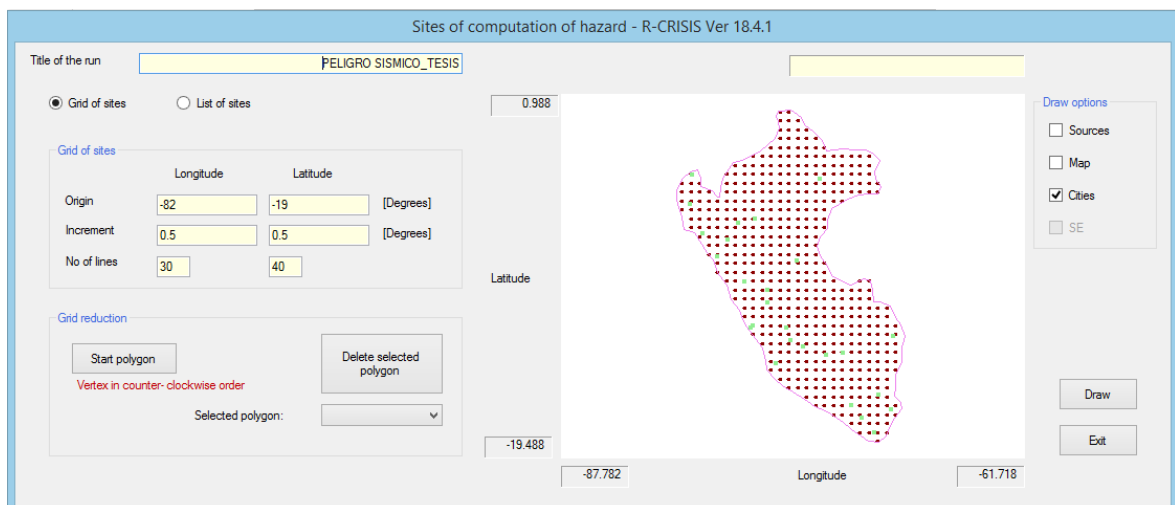 Sites of computation of hazard - R-CRISIS Ver 18.4.1
Title of the run
PELIGRO SISMICO_TESIS
Grid of sites
List of sites
0.988
Draw options
Sources
Map
Cities
SE
Grid of sites
Longitude Latitude
Origin -82 -19 [Degrees]
Increment 0.5 0.5 [Degrees]
No of lines 30 40
Latitude
Grid reduction
Start polygon
Delete selected
polygon
Vertex in counter- clockwise order
Selected polygon:
Draw
Exit
-19.488
-87.782 Longitude -61.718